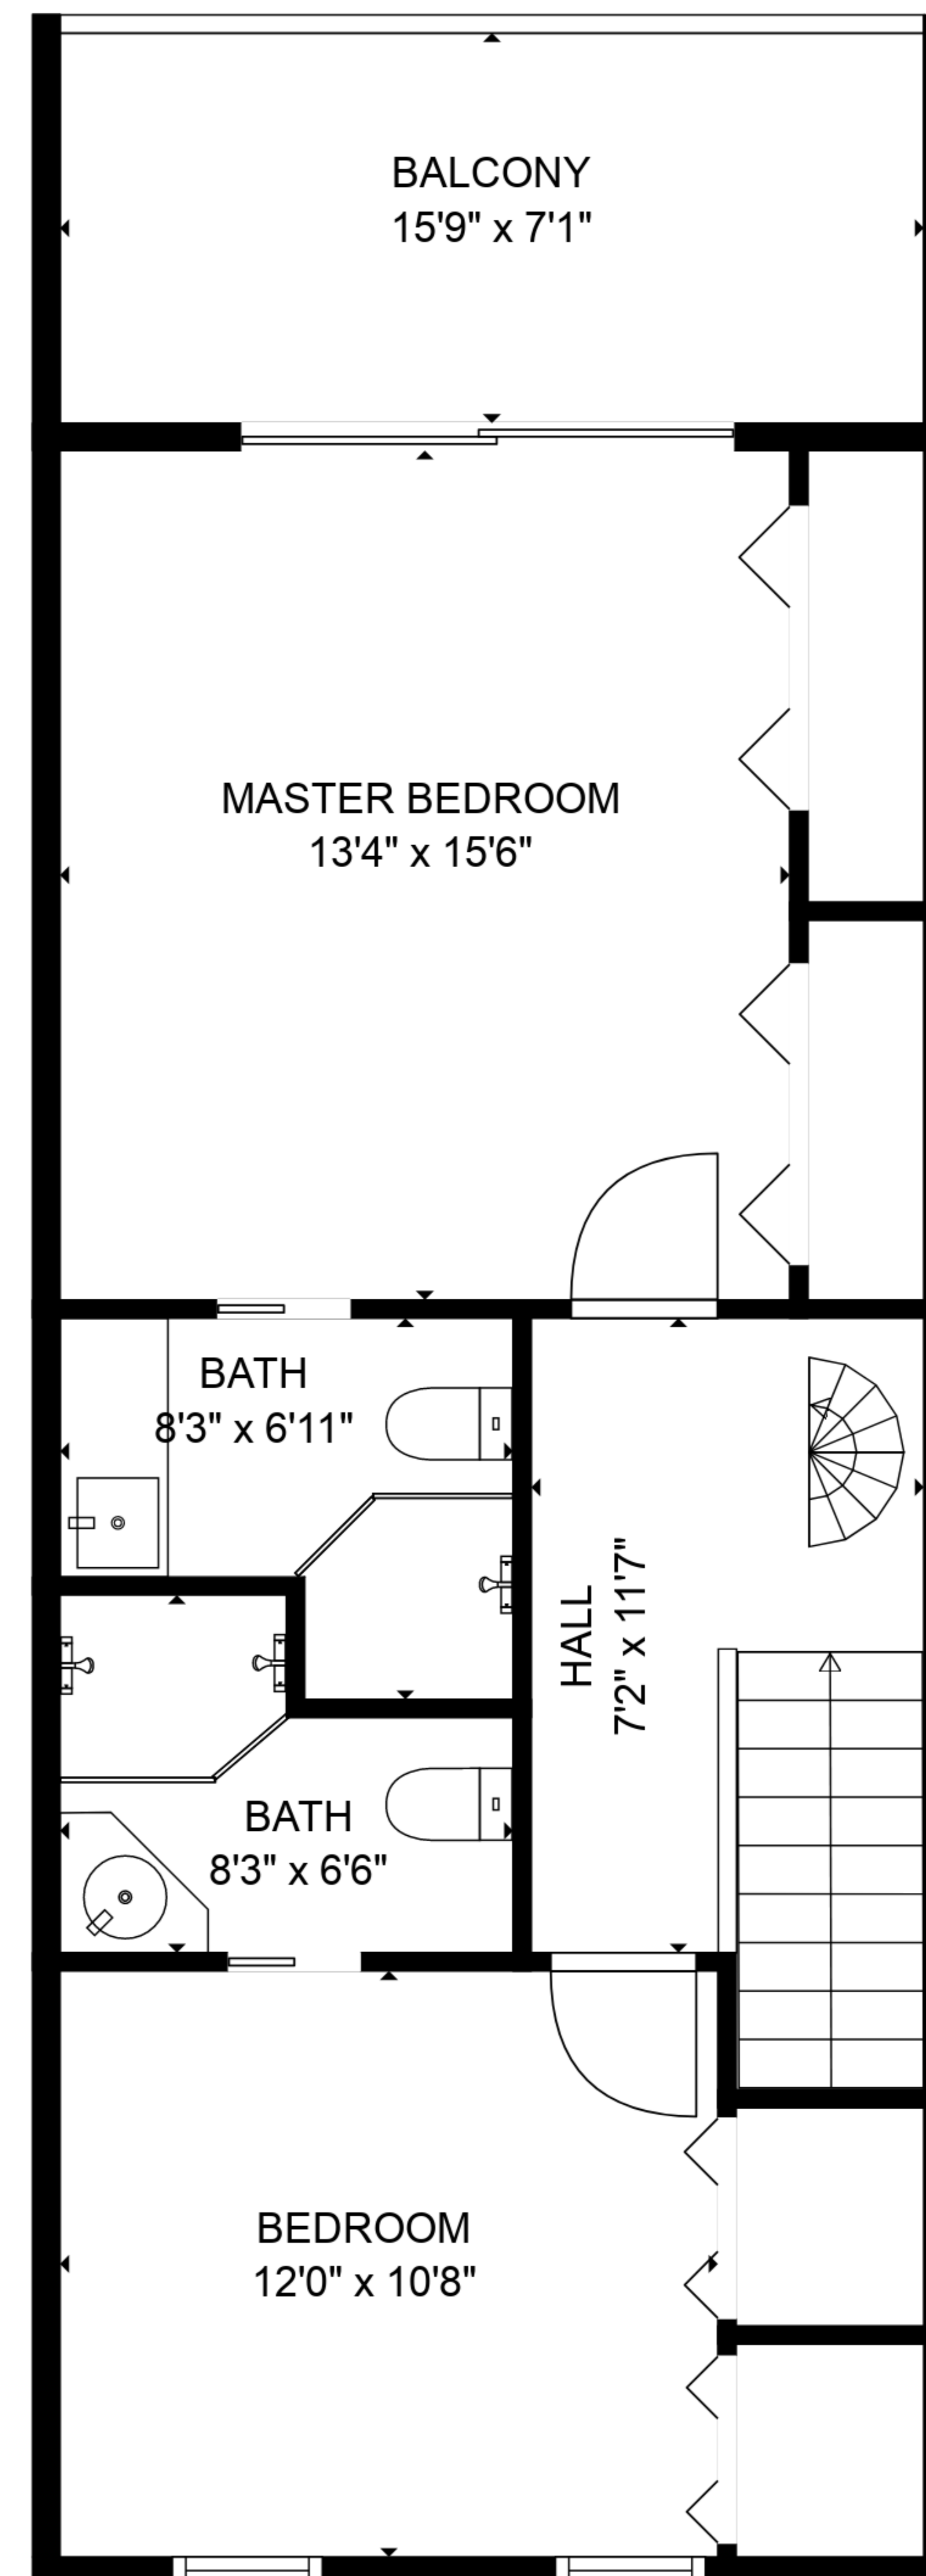 BALCONY
15'9" x 7'1"
MASTER BEDROOM
13'4" x 15'6"
BATH
8'3" x 6'11"
HALL
7'2" x 11'7"
BATH
8'3" x 6'6"
BEDROOM
12'0" x 10'8"